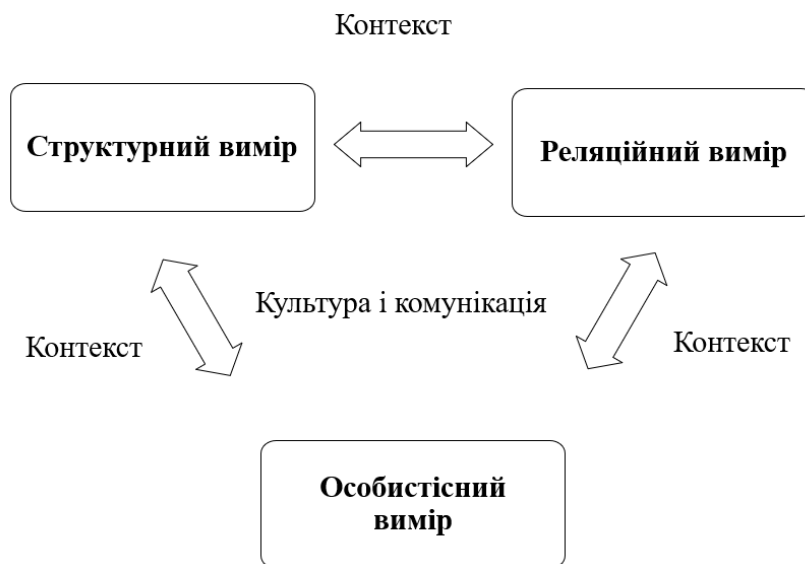 Контекст
Структурний вимір
Реляційний вимір
Культура і комунікація
Контекст
Контекст
Особистісний
вимір